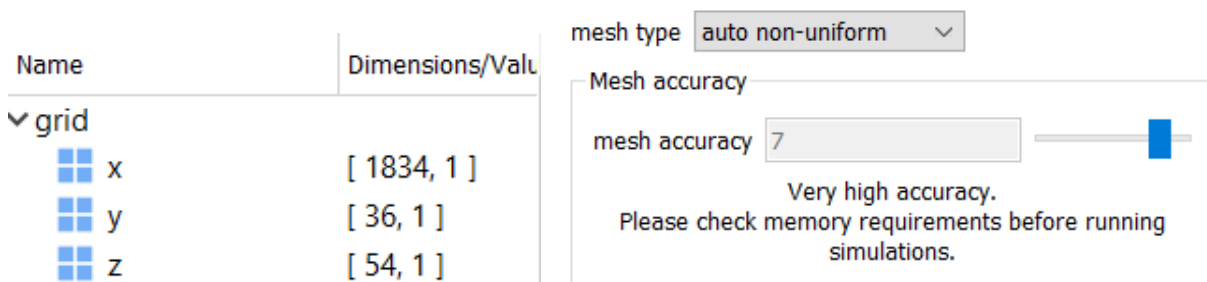 Name Dimensions/Valu
grid
x [ 1834, 1 ]
y [ 36, 1 ]
z [ 54, 1 ]
mesh type auto non-uniform
Mesh accuracy
mesh accuracy 7
Very high accuracy.
Please check memory requirements before running
simulations.